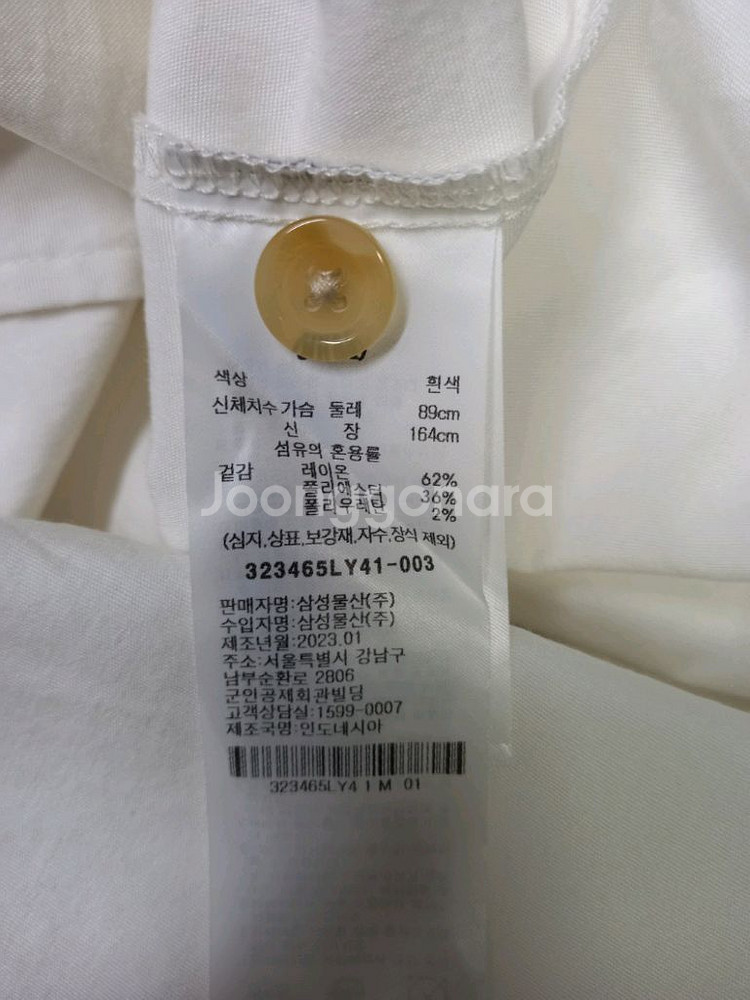 색상 흰색
신체치수 가슴 둘레 89cm
신 장 164cm
섬유의 혼용률
겉감 레이온 62%
폴리에스터 36%
폴리우레탄 2%
Joonggonara
(심지,상표,보강재,자수,장식 제외)
323465LY41-003
판매자명:삼성물산(주)
수입자명:삼성물산(주)
제조년월:2023.01
주소:서울특별시 강남구
남부순환로 2806
군인공제회관빌딩
고객상담실:1599-0007
제조국명:인도네시아
323465LY41M 01